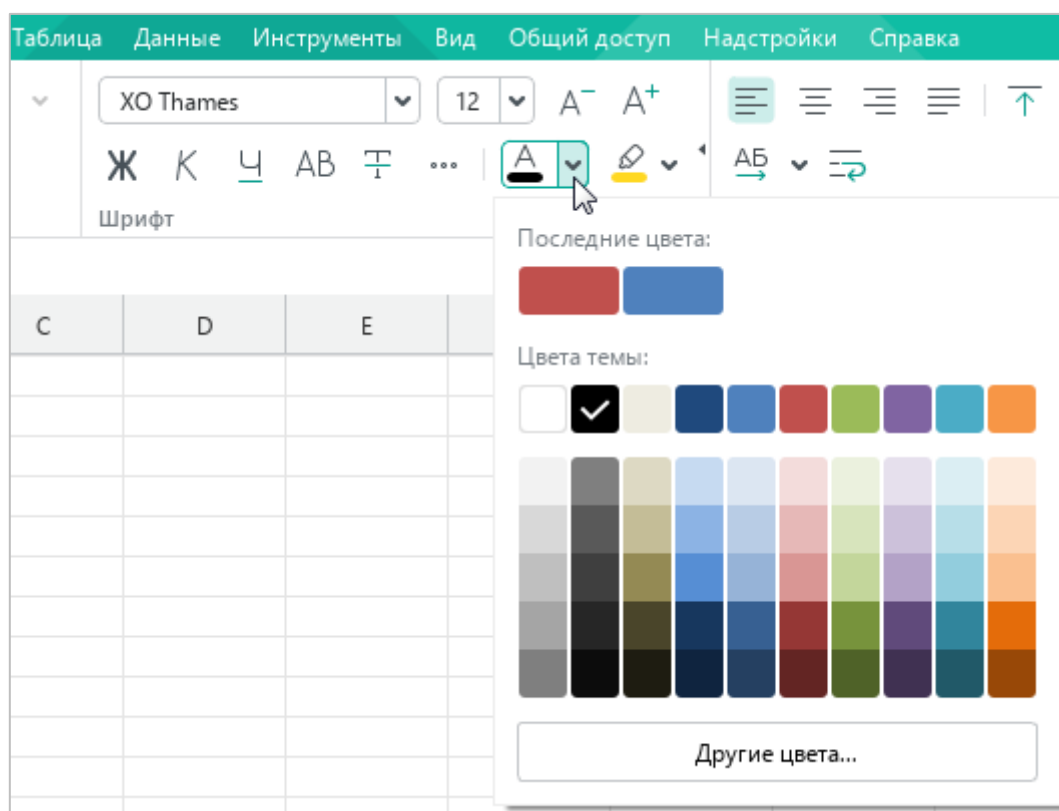 Таблица Данные Инструменты Вид Общий доступ Надстройки Справка
XO Thames 12 A− A+
Ж К Ч АВ Т ... А АБ
Шрифт
Последние цвета:
C D E
Цвета темы:
Другие цвета...